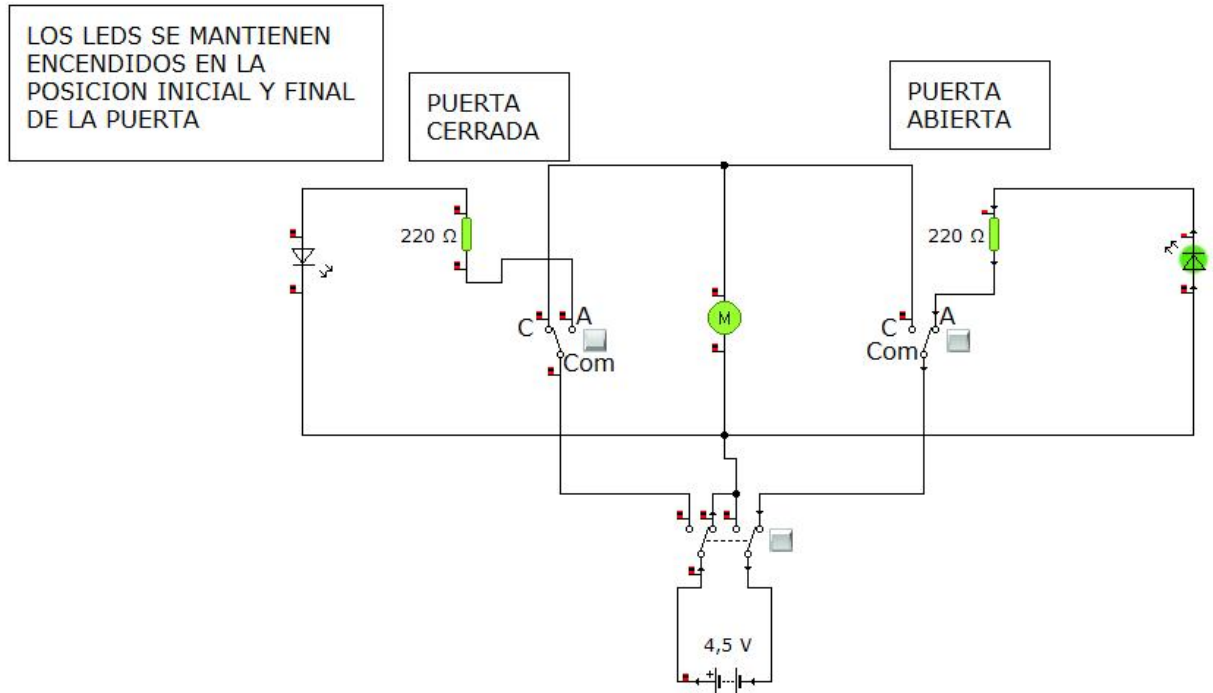 LOS LEDS SE MANTIENEN
ENCENDIDOS EN LA
POSICION INICIAL Y FINAL
DE LA PUERTA
PUERTA
CERRADA
PUERTA
ABIERTA
220 Ω
220 Ω
C
A
Com
M
C
A
Com
4,5 V
+